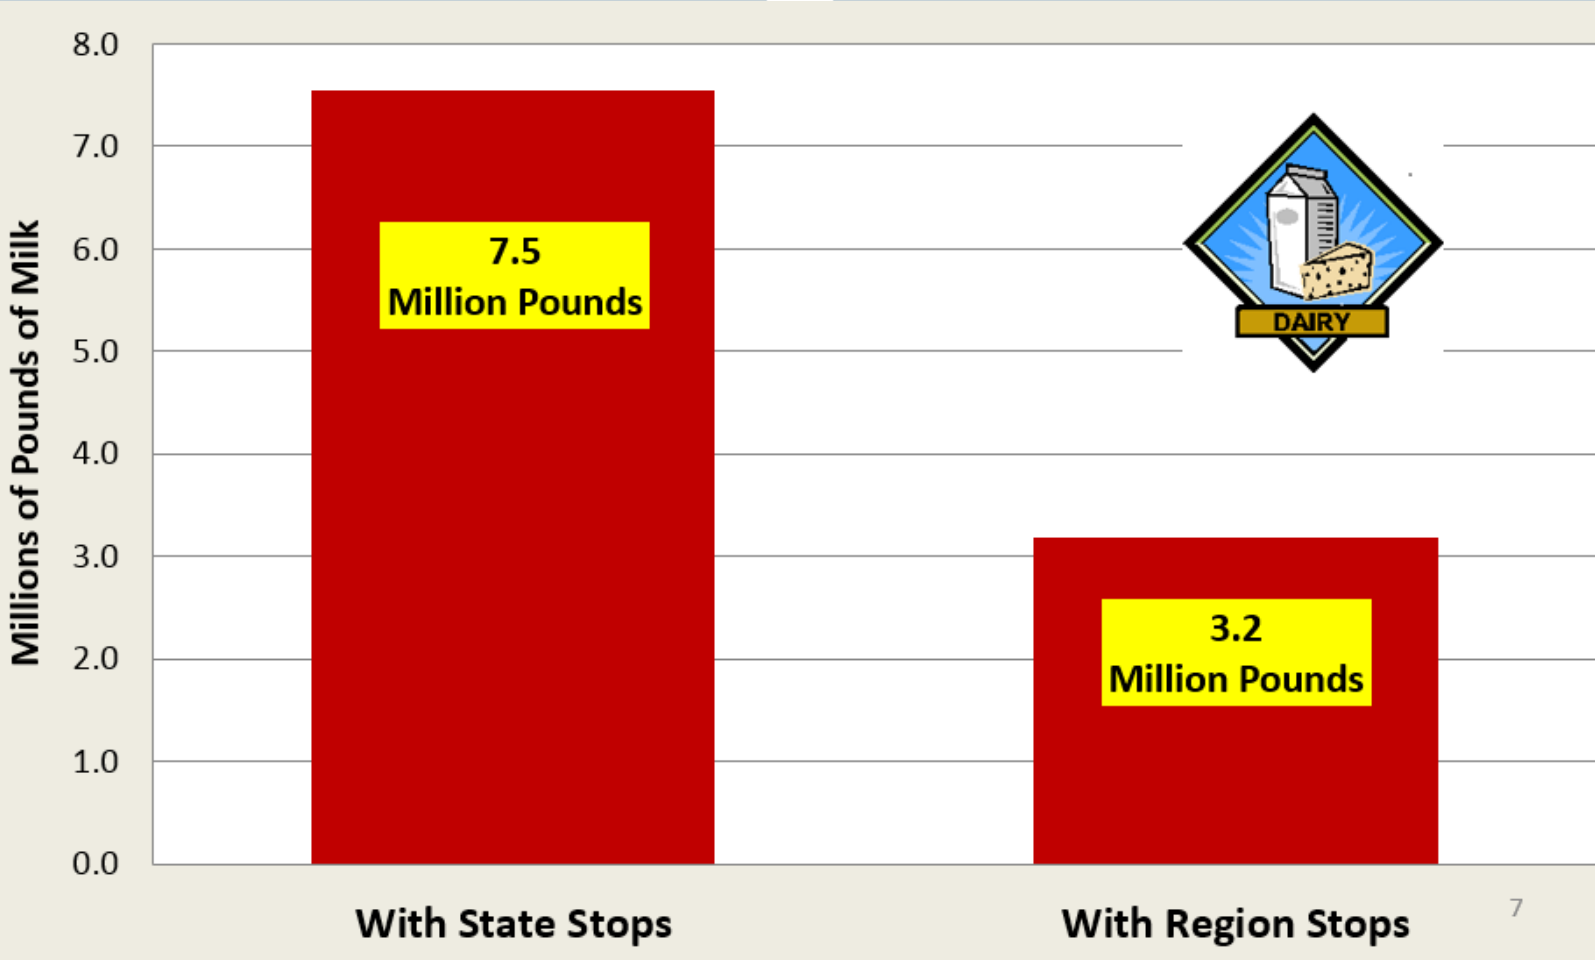 Millions of Pounds of Milk
8.0
7.0
6.0
5.0
4.0
3.0
2.0
1.0
0.0
7.5
Million Pounds
DAIRY
3.2
Million Pounds
With State Stops
With Region Stops
7